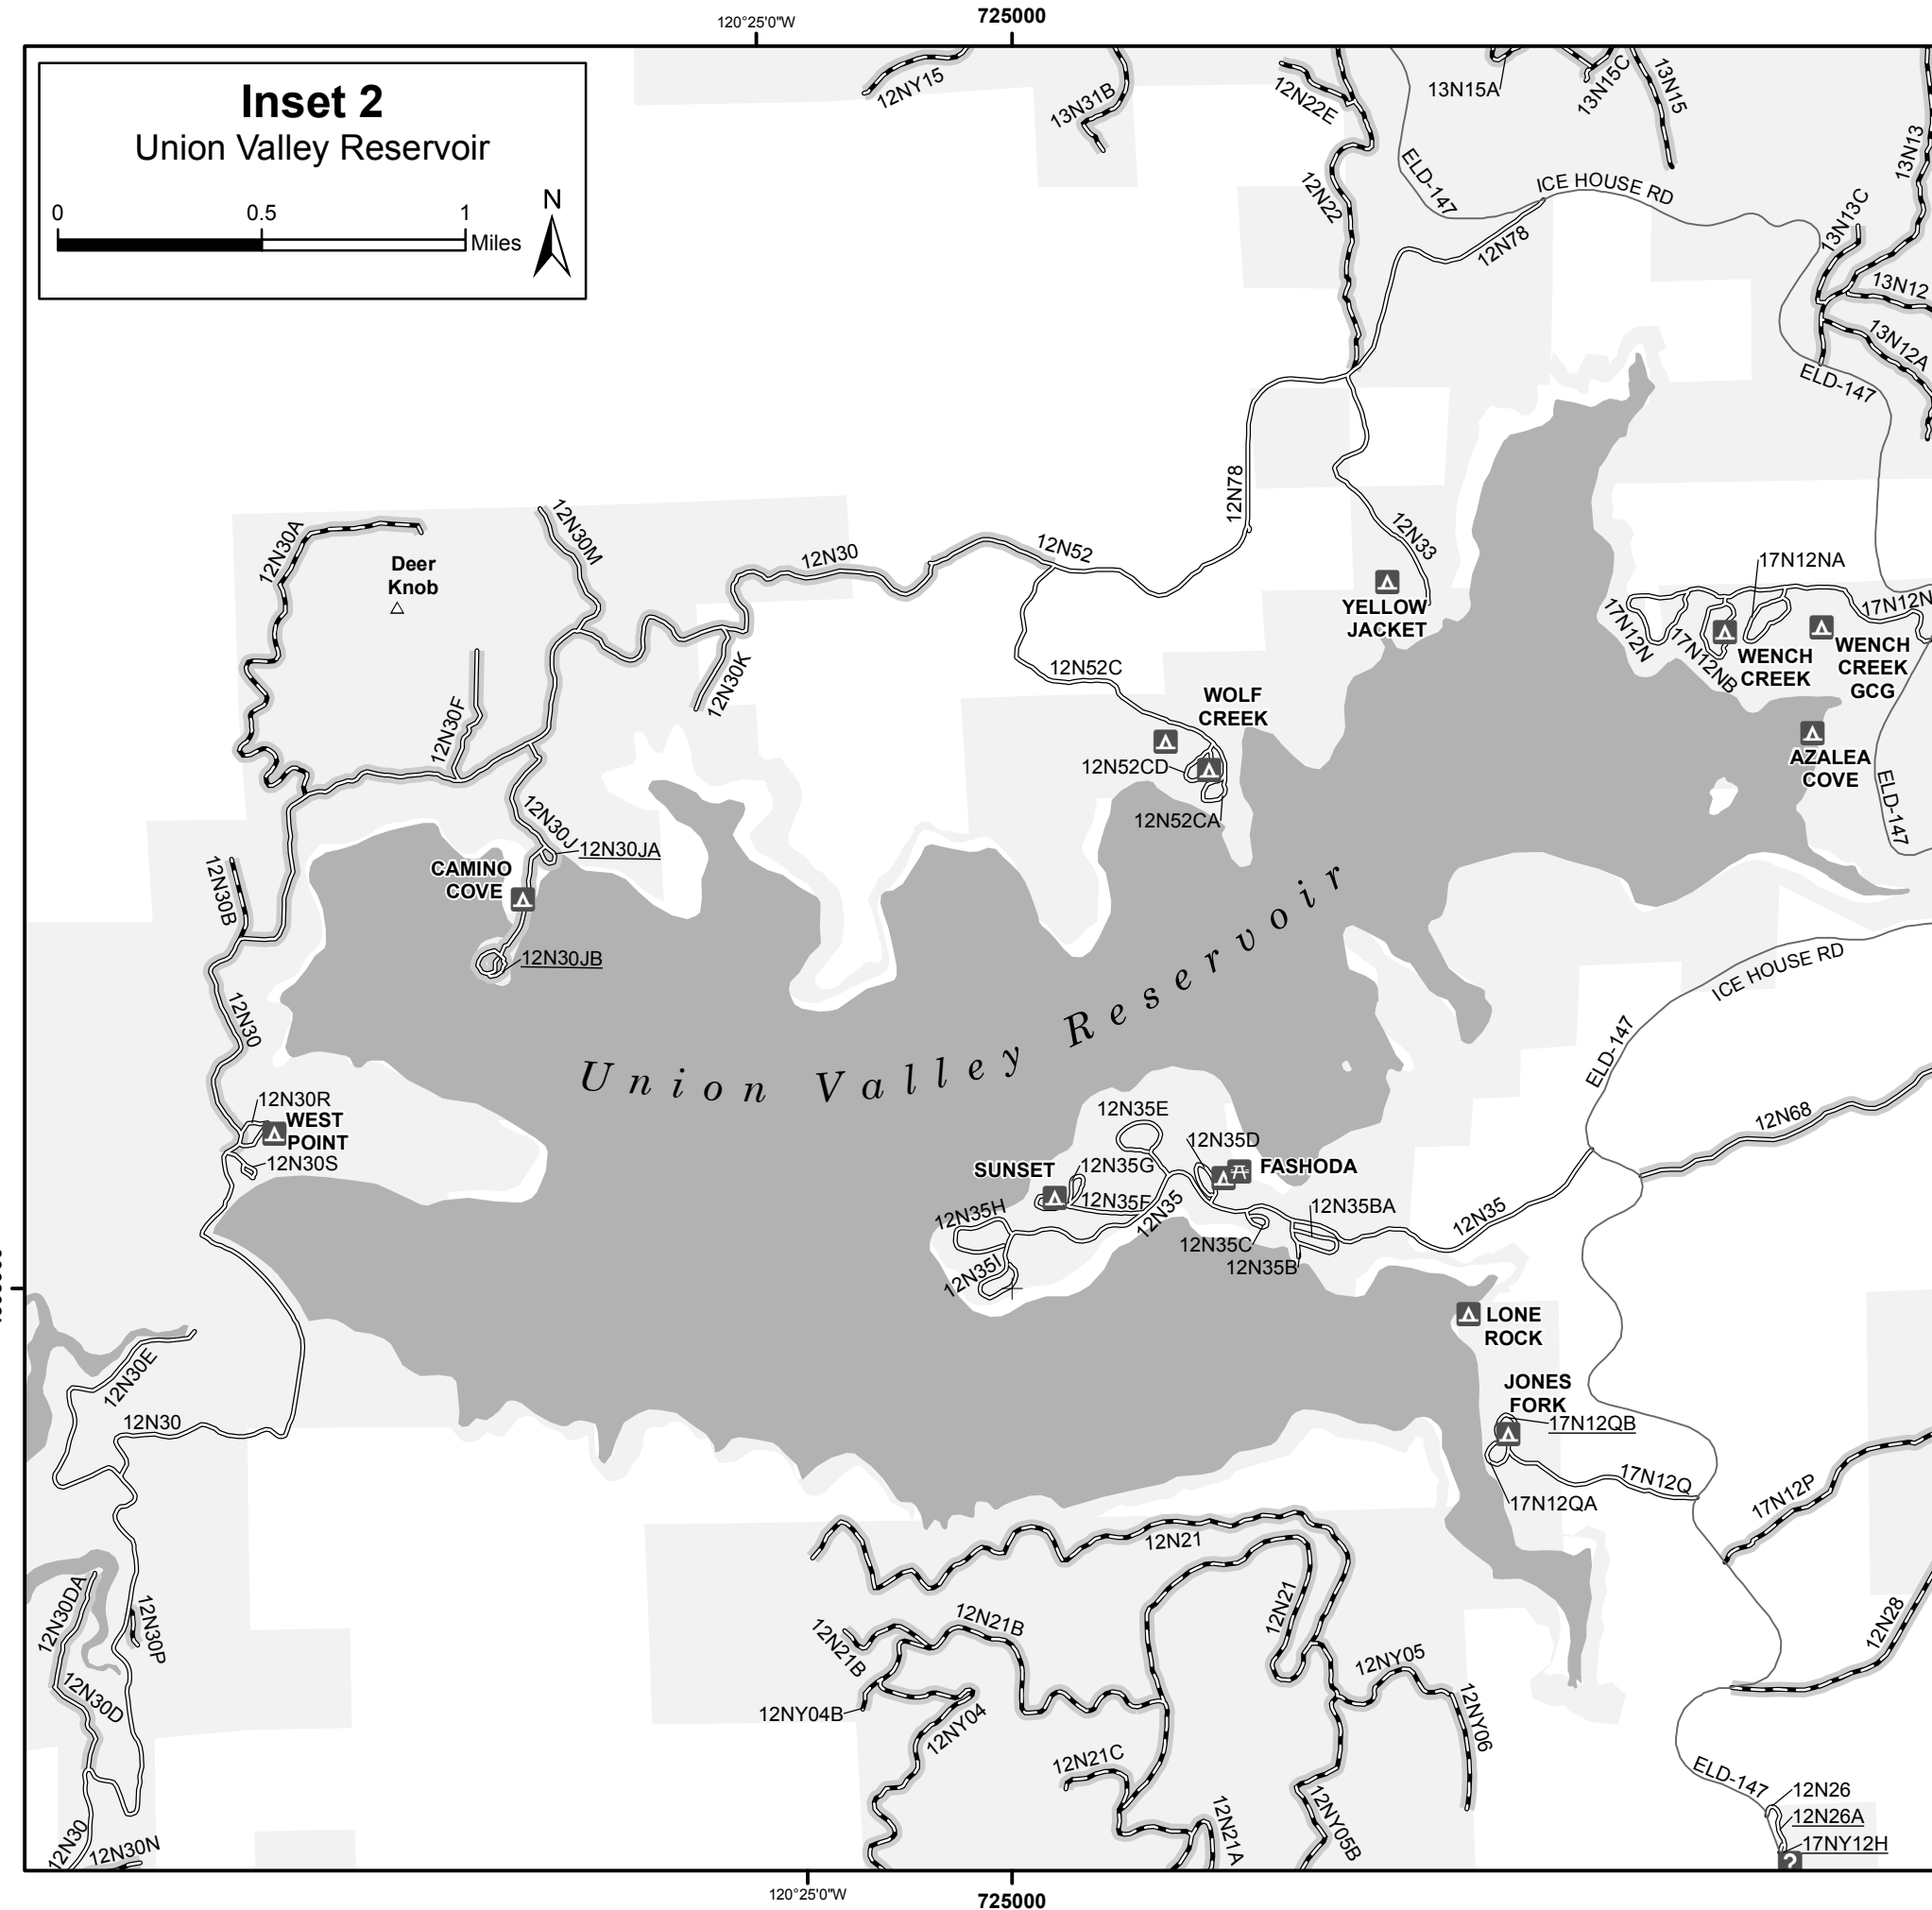 120°25'0"W
725000
Inset 2
Union Valley Reservoir
0
0.5
1
Miles
N
12NY15
13N31B
12N22E
13N15A
13N15C
13N15
ELD-147
ICE HOUSE RD
12N22
12N78
13N13
13N13C
13N12
13N12A
ELD-147
12N78
12N33
12N30A
Deer
Knob
12N30M
12N30
12N52
YELLOW
JACKET
17N12NA
17N12N
17N12N
17N12NB
WENCH
CREEK
WENCH
CREEK
GCG
12N30F
12N30K
12N52C
WOLF
CREEK
12N52CD
12N52CA
AZALEA
COVE
ELD-147
12N30J
12N30JA
CAMINO
COVE
12N30B
12N30JB
12N30
Union Valley Reservoir
ICE HOUSE RD
ELD-147
12N68
12N30R
WEST
POINT
12N30S
12N35E
12N35D
SUNSET
12N35G
12N35F
FASHODA
12N35H
12N35
12N35BA
12N35
12N35C
12N35B
12N35I
LONE
ROCK
12N30E
12N30
JONES
FORK
17N12QB
17N12Q
17N12QA
17N12P
12N21
12N30DA
12N30P
12N30D
12N21B
12N21B
12N21
12NY05
12N28
12NY04B
12NY04
12NY06
12N21C
ELD-147
12N26
12N26A
17NY12H
?
12N30
12N30N
12N21A
12NY05B
120°25'0"W
725000